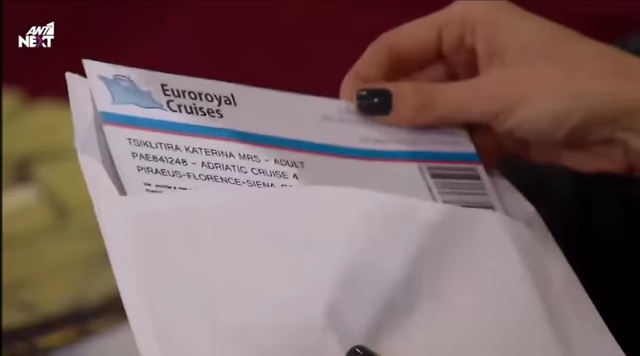 ANT1
NEXT
Euroroyal
Cruises
TSIKLITIRA KATERINA MRS - ADULT
PAE841248 - ADRIATIC CRUISE 4
PIRAEUS-FLORENCE-SIENA